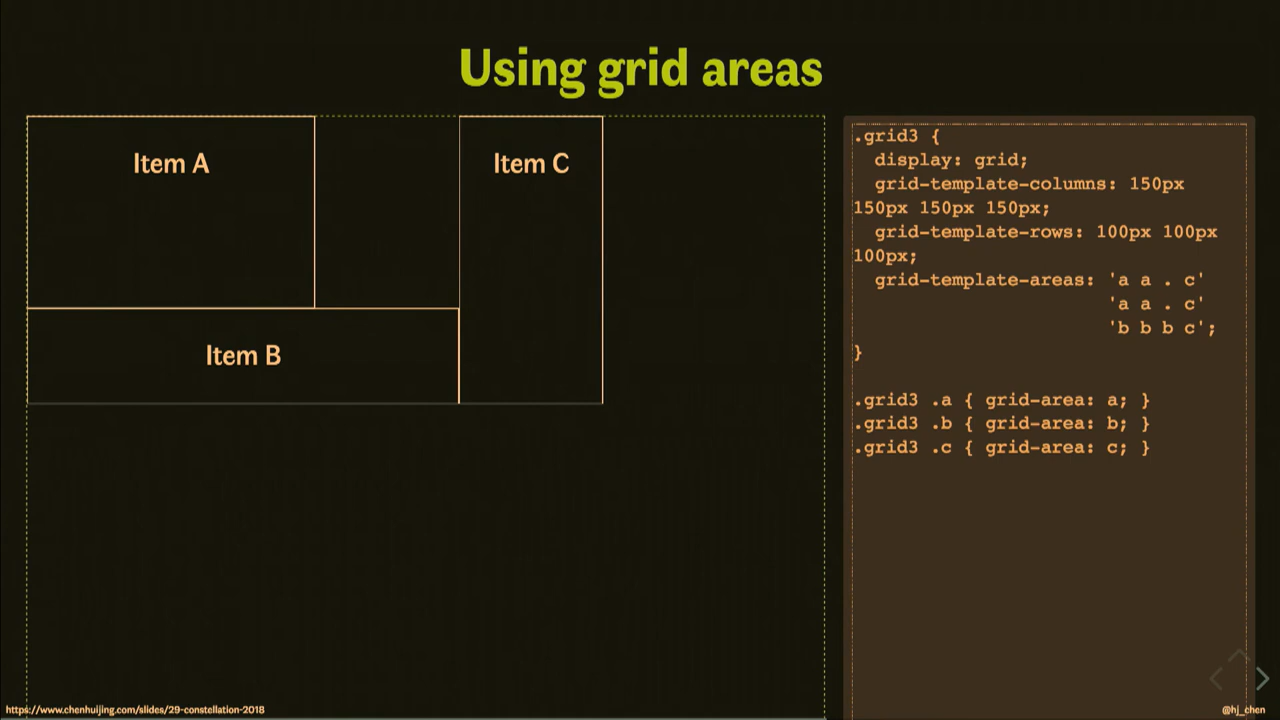 Using grid areas
Item A
Item C
Item B
.grid3 {
  display: grid;
  grid-template-columns: 150px
150px 150px 150px;
  grid-template-rows: 100px 100px
100px;
  grid-template-areas: 'a a . c'
                       'a a . c'
                       'b b b c';
}

.grid3 .a { grid-area: a; }
.grid3 .b { grid-area: b; }
.grid3 .c { grid-area: c; }
https://www.chenhuijing.com/slides/29-constellation-2018
@hj_chen